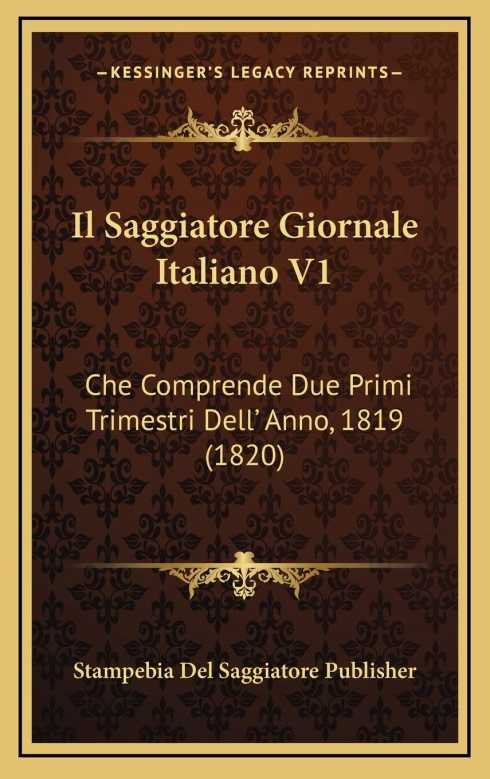 —KESSINGER'S LEGACY REPRINTS—
Il Saggiatore Giornale
Italiano V1
Che Comprende Due Primi
Trimestri Dell' Anno, 1819
(1820)
Stampebia Del Saggiatore Publisher